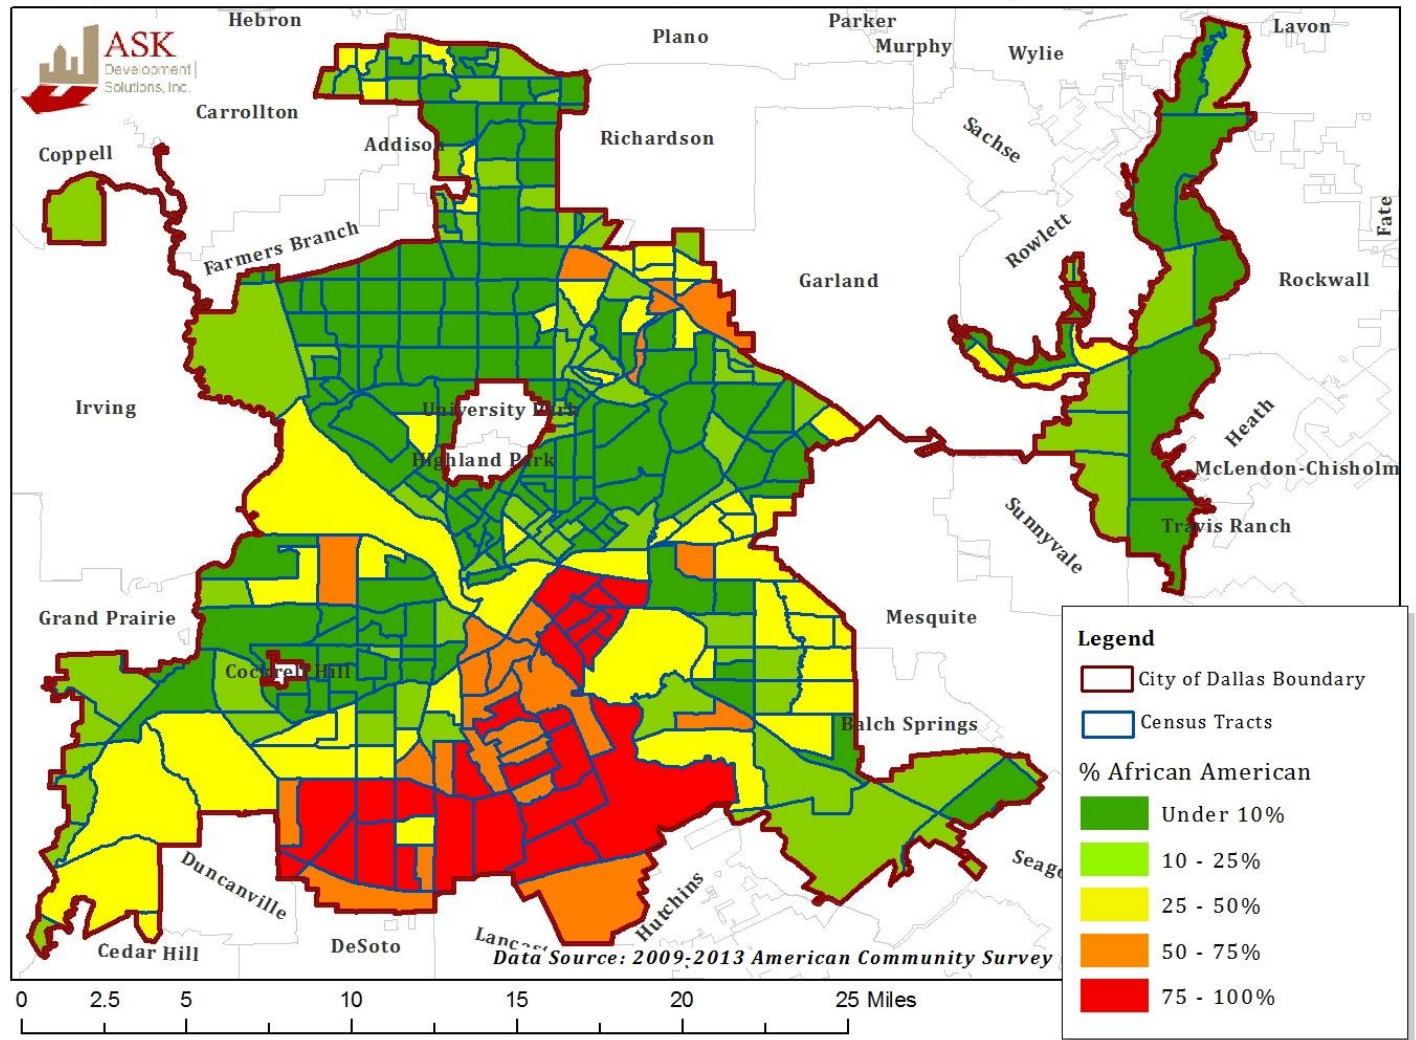 Hebron
Parker
Lavon
Plano
Murphy
Wylie
ASK
Development
Solutions, Inc.
Carrollton
Addison
Richardson
Sachse
Coppell
Fate
Farmers Branch
Rowlett
Garland
Rockwall
Irving
University Park
Heath
Highland Park
McLendon-Chisholm
Sunnyvale
Travis Ranch
Grand Prairie
Mesquite
Cockrell Hill
Balch Springs
Duncanville
Hutchins
Cedar Hill
DeSoto
Data Source: 2009-2013 American Community Survey
Legend
City of Dallas Boundary
Census Tracts
% African American
Under 10%
10 - 25%
25 - 50%
50 - 75%
75 - 100%
0 2.5 5 10 15 20 25 Miles